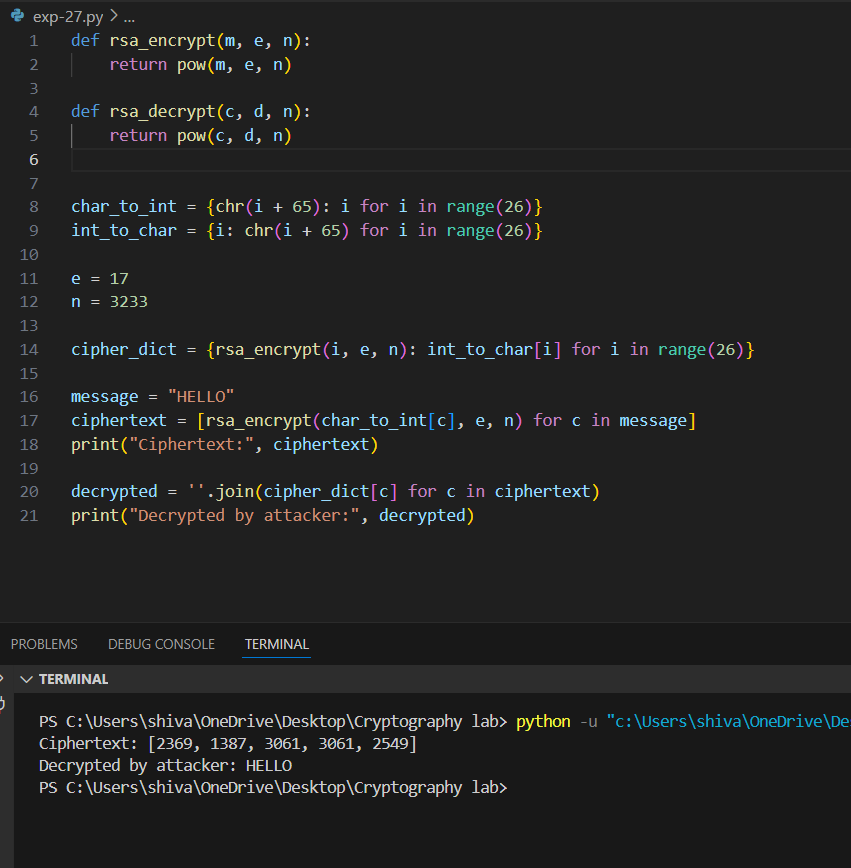 exp-27.py > ...
1 def rsa_encrypt(m, e, n):
2     return pow(m, e, n)
3
4 def rsa_decrypt(c, d, n):
5     return pow(c, d, n)
6
7
8 char_to_int = {chr(i + 65): i for i in range(26)}
9 int_to_char = {i: chr(i + 65) for i in range(26)}
10
11 e = 17
12 n = 3233
13
14 cipher_dict = {rsa_encrypt(i, e, n): int_to_char[i] for i in range(26)}
15
16 message = "HELLO"
17 ciphertext = [rsa_encrypt(char_to_int[c], e, n) for c in message]
18 print("Ciphertext:", ciphertext)
19
20 decrypted = ''.join(cipher_dict[c] for c in ciphertext)
21 print("Decrypted by attacker:", decrypted)
PROBLEMS DEBUG CONSOLE TERMINAL
TERMINAL
PS C:\Users\shiva\OneDrive\Desktop\Cryptography lab> python -u "c:\Users\shiva\OneDrive\De
Ciphertext: [2369, 1387, 3061, 3061, 2549]
Decrypted by attacker: HELLO
PS C:\Users\shiva\OneDrive\Desktop\Cryptography lab>